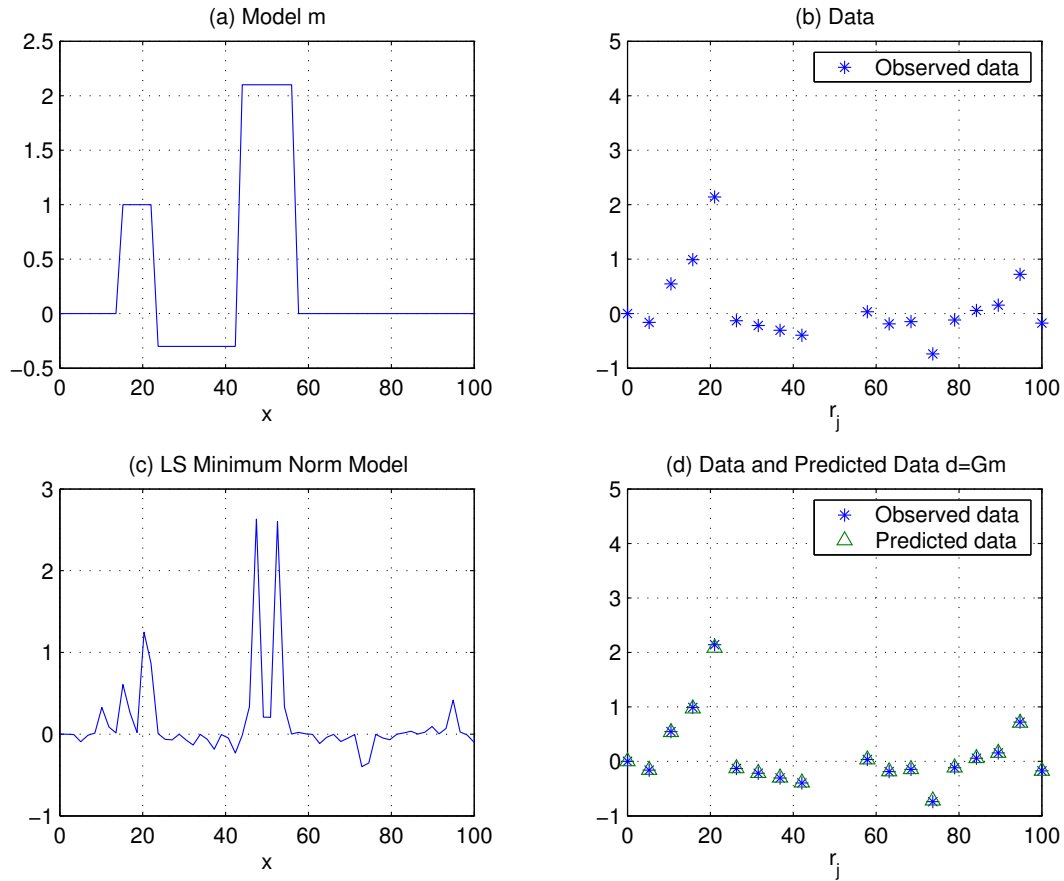 (a) Model m
2.5
2
1.5
1
0.5
0
−0.5
0 20 40 60 80 100
x
(b) Data
5
4
3
2
1
0
−1
Observed data
0 20 40 60 80 100
r_j
(c) LS Minimum Norm Model
3
2
1
0
−1
0 20 40 60 80 100
x
(d) Data and Predicted Data d=Gm
5
4
3
2
1
0
−1
Observed data
Predicted data
0 20 40 60 80 100
r_j